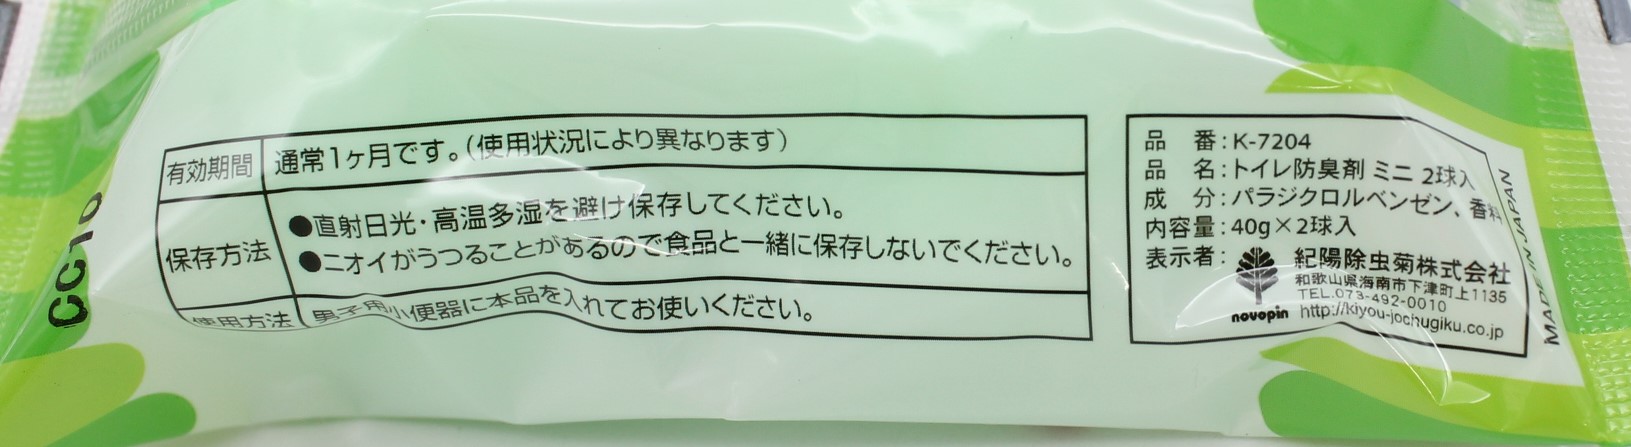 有効期間 通常1ヶ月です。(使用状況により異なります)
保存方法
●直射日光・高温多湿を避け保存してください。
●ニオイがうつることがあるので食品と一緒に保存しないでください。
使用方法 男子用小便器に本品を入れてお使いください。
CC10
品 番:K-7204
品 名:トイレ防臭剤 ミニ 2球入
成 分:パラジクロルベンゼン、香料
内容量:40g×2球入
表示者:
novopin
紀陽除虫菊株式会社
和歌山県海南市下津町上1135
TEL.073-492-0010
http://kiyou-jochugiku.co.jp
MADE IN JAPAN